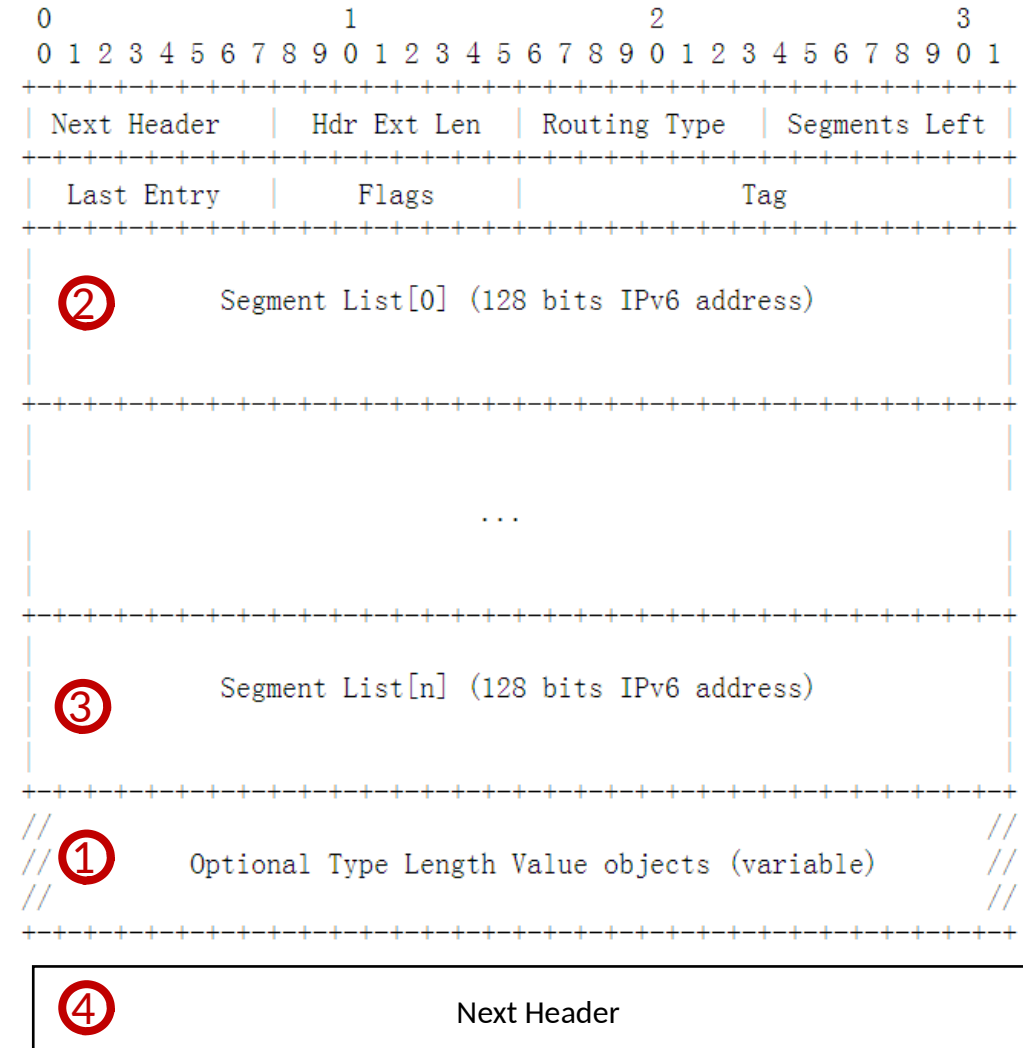 0 1 2 3
0 1 2 3 4 5 6 7 8 9 0 1 2 3 4 5 6 7 8 9 0 1 2 3 4 5 6 7 8 9 0 1
+-+-+-+-+-+-+-+-+-+-+-+-+-+-+-+-+-+-+-+-+-+-+-+-+-+-+-+-+-+-+-+-+
| Next Header | Hdr Ext Len | Routing Type | Segments Left |
+-+-+-+-+-+-+-+-+-+-+-+-+-+-+-+-+-+-+-+-+-+-+-+-+-+-+-+-+-+-+-+-+
| Last Entry | Flags | Tag |
+-+-+-+-+-+-+-+-+-+-+-+-+-+-+-+-+-+-+-+-+-+-+-+-+-+-+-+-+-+-+-+-+
| |
| 2 Segment List[0] (128 bits IPv6 address) |
| |
| |
+-+-+-+-+-+-+-+-+-+-+-+-+-+-+-+-+-+-+-+-+-+-+-+-+-+-+-+-+-+-+-+-+
| |
| |
...
| |
| |
+-+-+-+-+-+-+-+-+-+-+-+-+-+-+-+-+-+-+-+-+-+-+-+-+-+-+-+-+-+-+-+-+
| |
| 3 Segment List[n] (128 bits IPv6 address) |
| |
| |
+-+-+-+-+-+-+-+-+-+-+-+-+-+-+-+-+-+-+-+-+-+-+-+-+-+-+-+-+-+-+-+-+
// //
// 1 Optional Type Length Value objects (variable) //
// //
+-+-+-+-+-+-+-+-+-+-+-+-+-+-+-+-+-+-+-+-+-+-+-+-+-+-+-+-+-+-+-+-+
4 Next Header